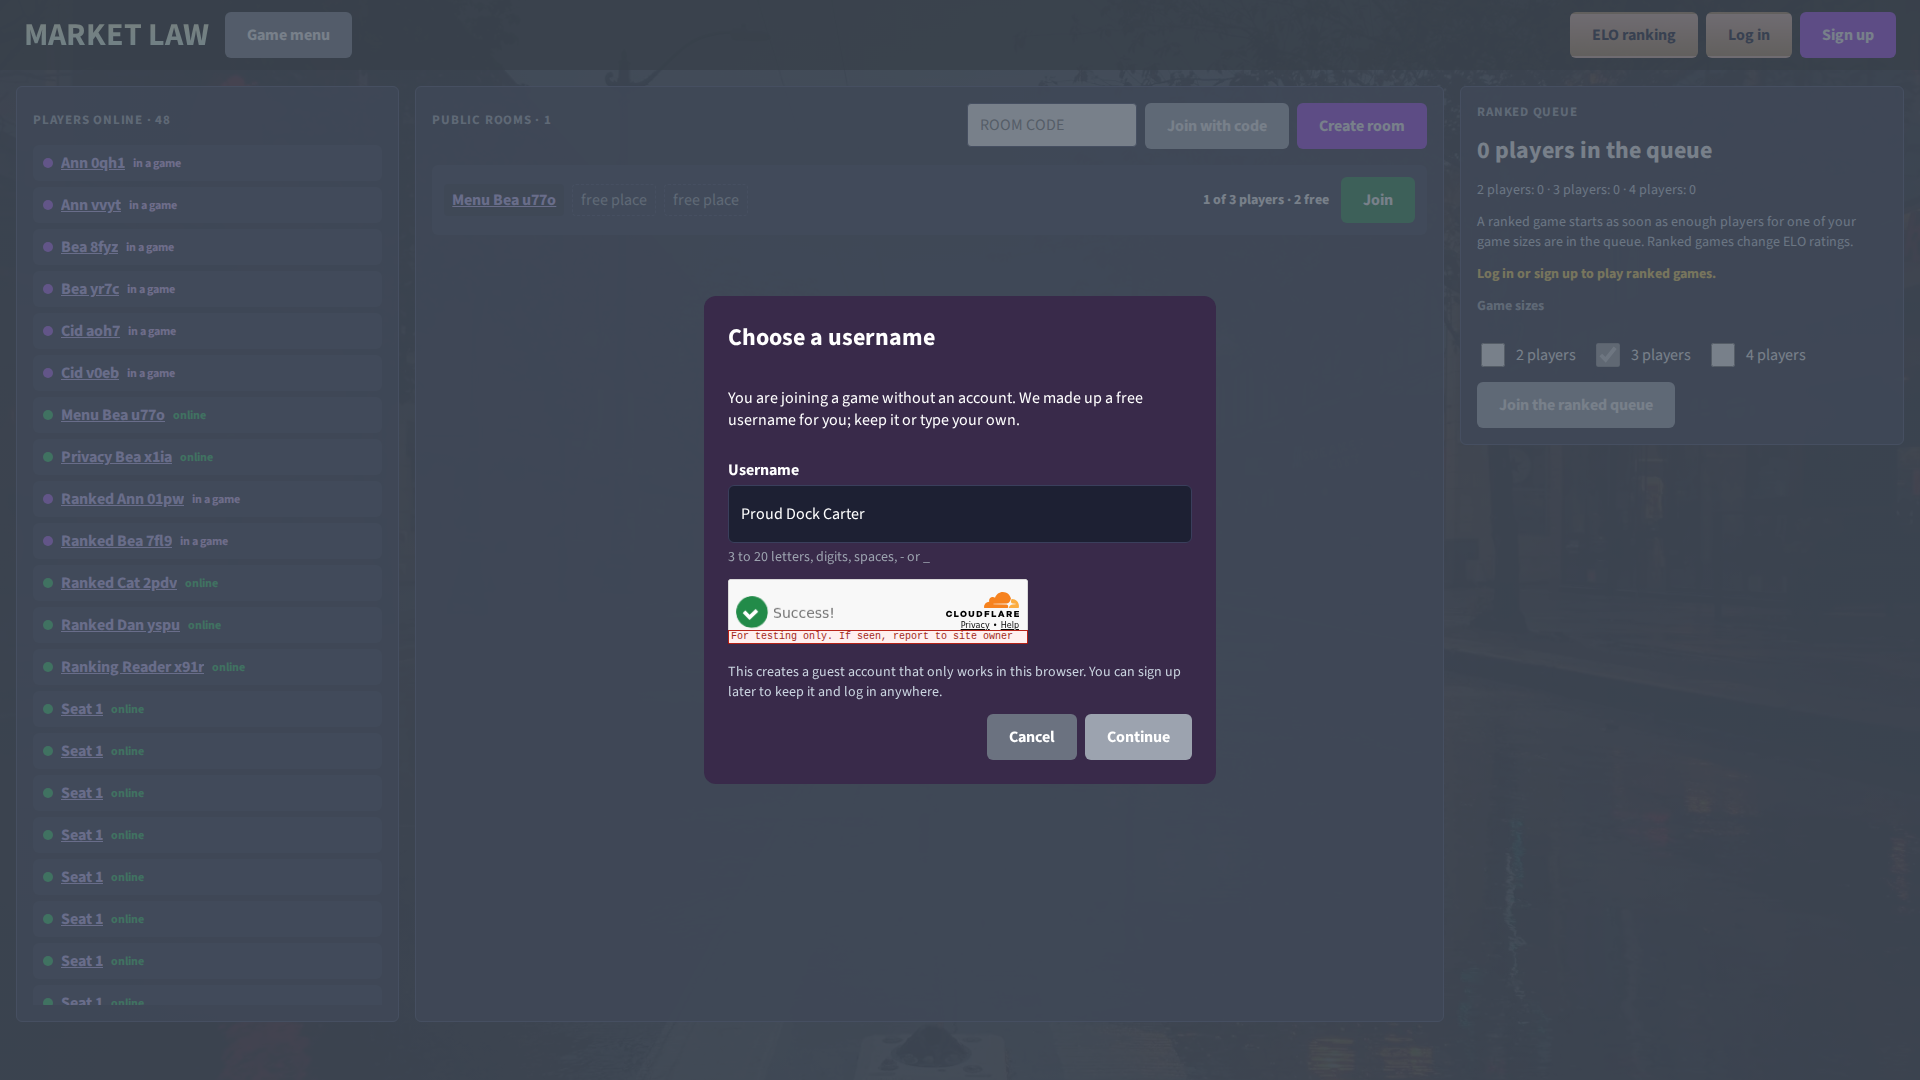 MARKET LAW
Game menu
ELO ranking
Log in
Sign up
PLAYERS ONLINE · 48
Ann 0qh1 in a game
Ann vvyt in a game
Bea 8fyz in a game
Bea yr7c in a game
Cid aoh7 in a game
Cid v0eb in a game
Menu Bea u77o online
Privacy Bea x1ia online
Ranked Ann 01pw in a game
Ranked Bea 7fl9 in a game
Ranked Cat 2pdv online
Ranked Dan yspu online
Ranking Reader x91r online
Seat 1 online
Seat 1 online
Seat 1 online
Seat 1 online
Seat 1 online
Seat 1 online
Seat 1 online
Seat 1 online
PUBLIC ROOMS · 1
ROOM CODE
Join with code
Create room
Menu Bea u77o
free place
free place
1 of 3 players · 2 free
Join
Choose a username
You are joining a game without an account. We made up a free
username for you; keep it or type your own.
Username
Proud Dock Carter
3 to 20 letters, digits, spaces, - or _
Success!
CLOUDFLARE
Privacy • Help
For testing only. If seen, report to site owner
This creates a guest account that only works in this browser. You can sign up
later to keep it and log in anywhere.
Cancel
Continue
RANKED QUEUE
0 players in the queue
2 players: 0 · 3 players: 0 · 4 players: 0
A ranked game starts as soon as enough players for one of your
game sizes are in the queue. Ranked games change ELO ratings.
Log in or sign up to play ranked games.
Game sizes
2 players
3 players
4 players
Join the ranked queue